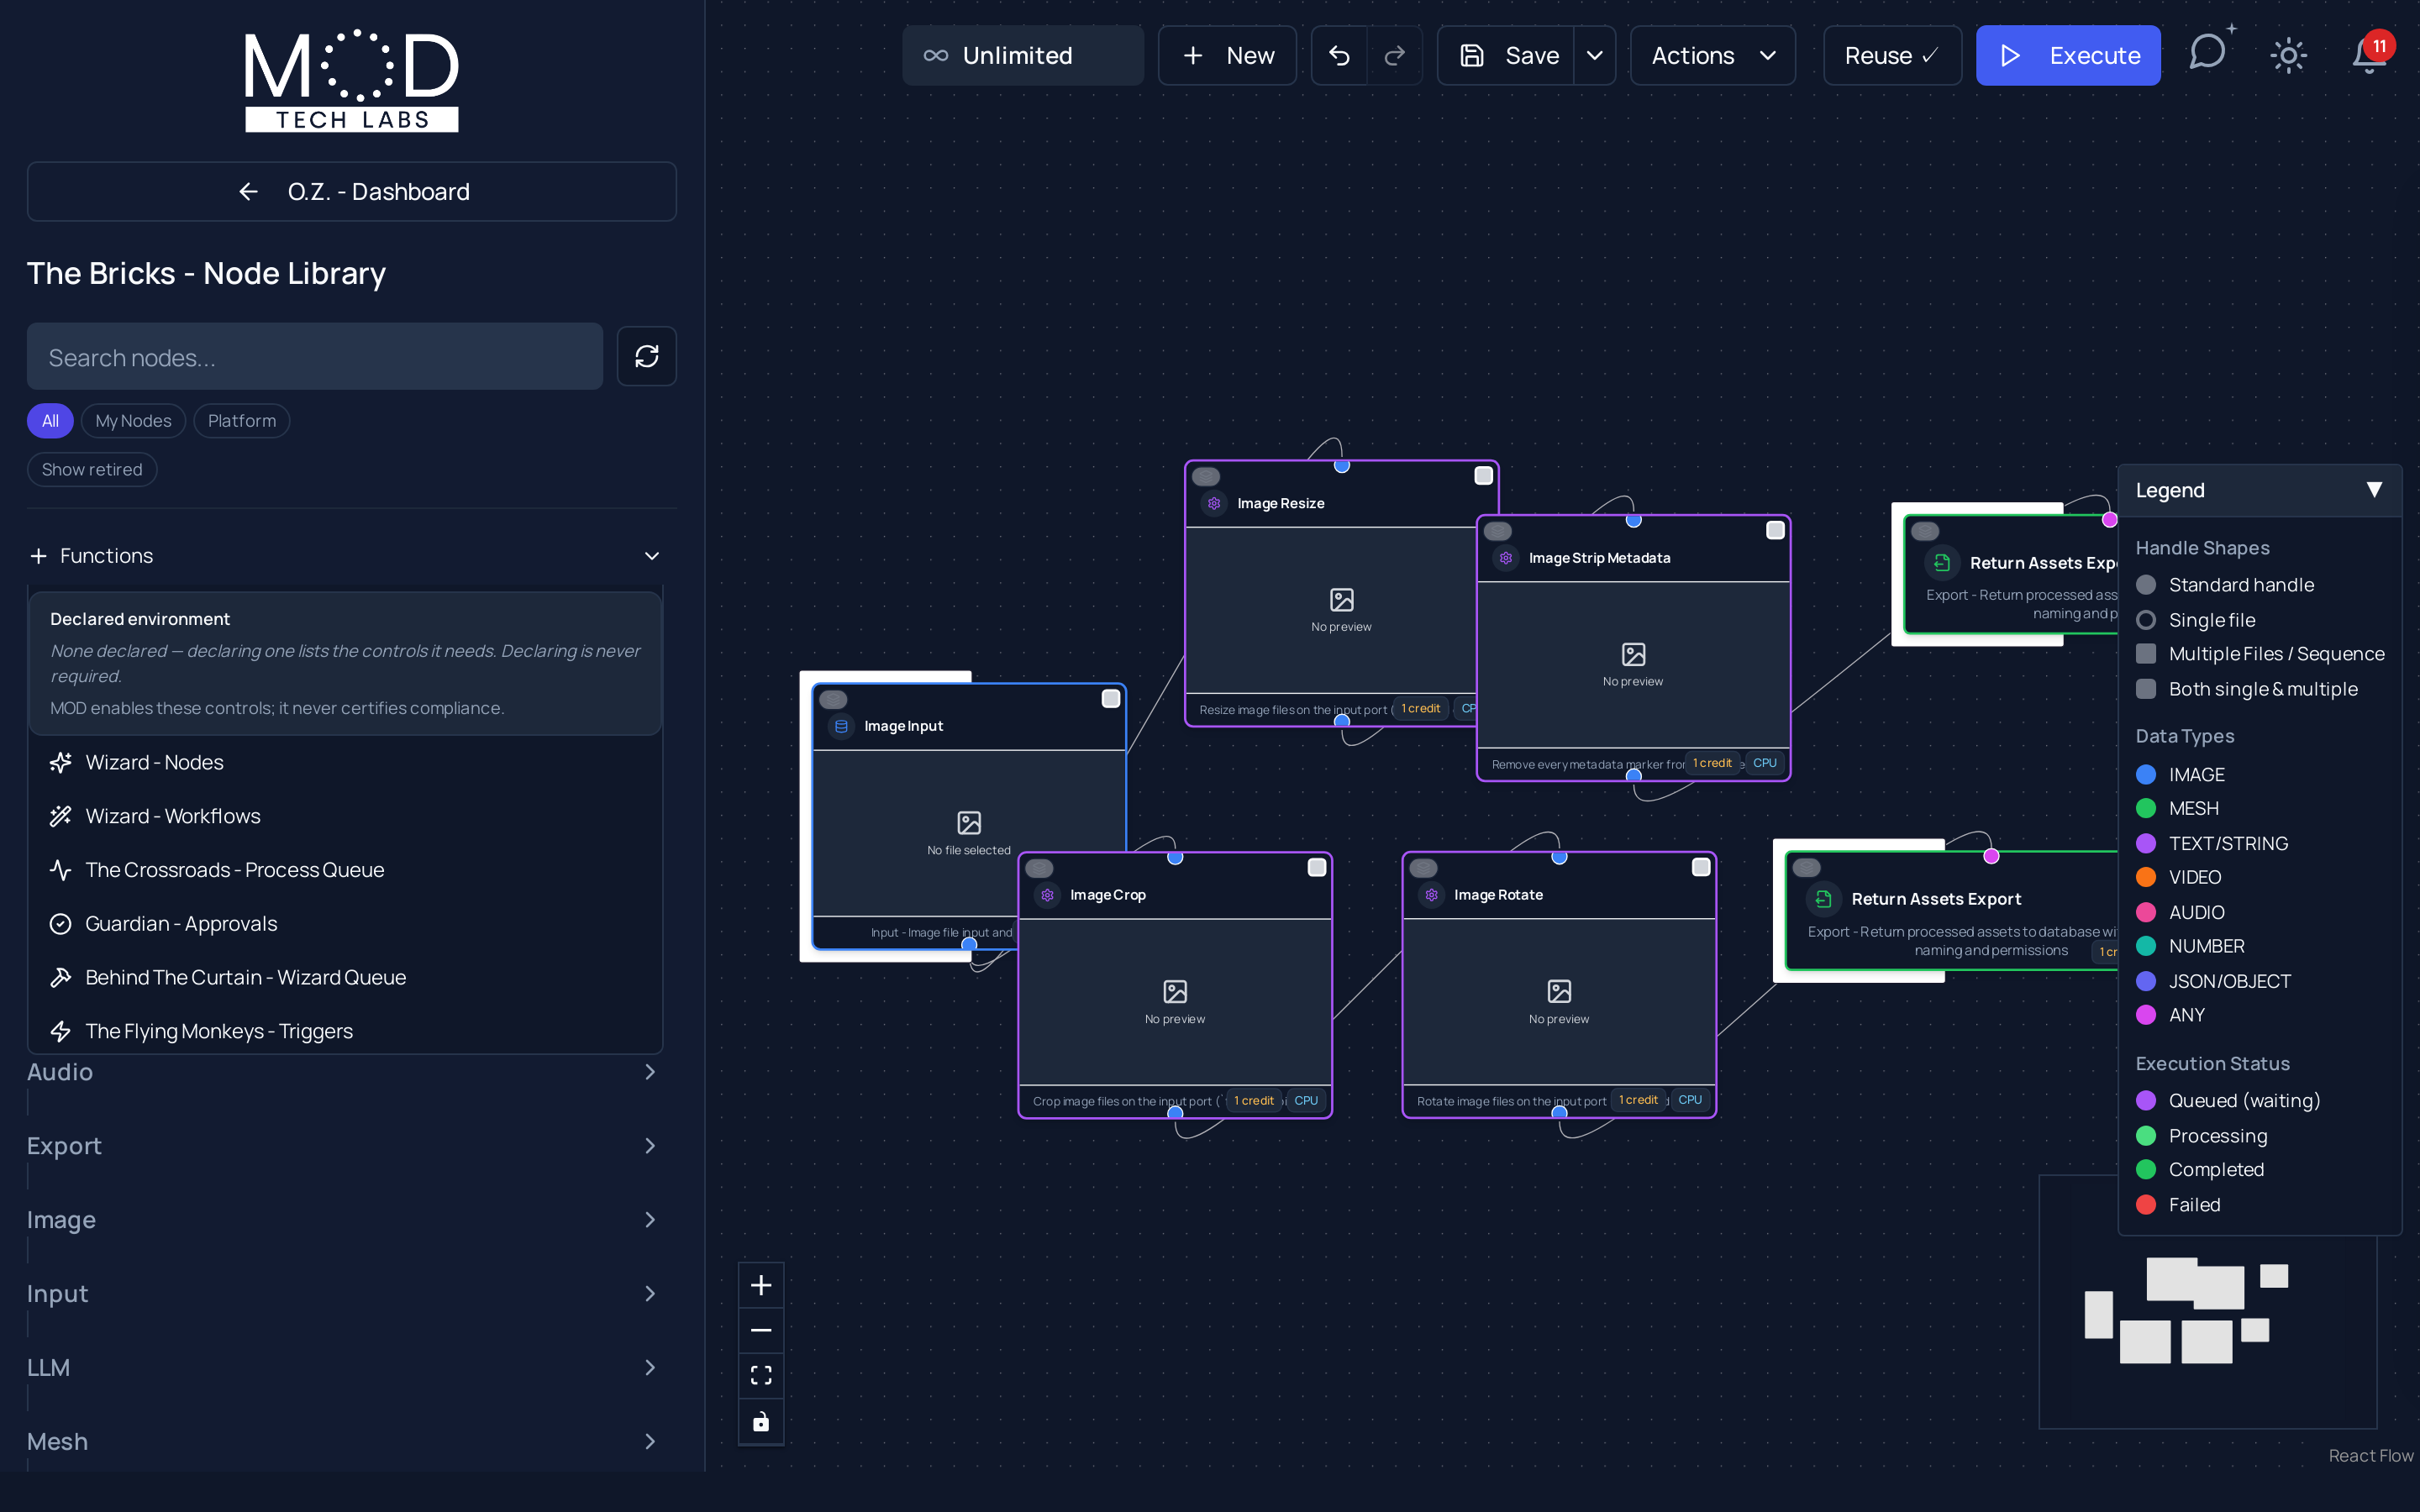 MOD
TECH LABS
O.Z. - Dashboard
The Bricks - Node Library
Search nodes...
All
My Nodes
Platform
Show retired
Functions
Declared environment
None declared — declaring one lists the controls it needs. Declaring is never
required.
MOD enables these controls; it never certifies compliance.
Wizard - Nodes
Wizard - Workflows
The Crossroads - Process Queue
Guardian - Approvals
Behind The Curtain - Wizard Queue
The Flying Monkeys - Triggers
Audio
Export
Image
Input
LLM
Mesh
Unlimited
New
Save
Actions
Reuse ✓
Execute
11
Image Resize
No preview
Resize image files on the input port (
1 credit
Image Strip Metadata
No preview
Remove every metadata marker
1 credit
CPU
Return Assets
Export - Return processed
naming and
Image Input
No file selected
Input - Image file input and
Image Crop
No preview
Crop image files on the input port (
1 credit
CPU
Image Rotate
No preview
Rotate image files on the input port
1 credit
CPU
Return Assets Export
Export - Return processed assets to database
naming and permissions
Legend ▼
Handle Shapes
Standard handle
Single file
Multiple Files / Sequence
Both single & multiple
Data Types
IMAGE
MESH
TEXT/STRING
VIDEO
AUDIO
NUMBER
JSON/OBJECT
ANY
Execution Status
Queued (waiting)
Processing
Completed
Failed
React Flow